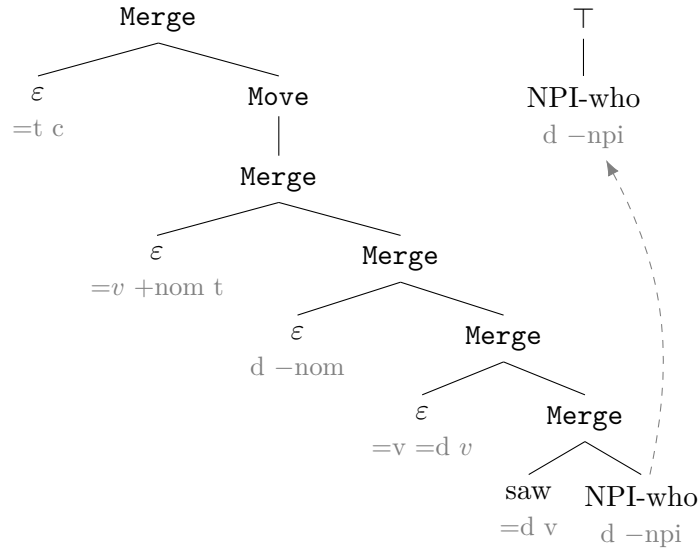 Merge
⊤
ε
=t c
Move
NPI-who
d −npi
Merge
ε
=v +nom t
Merge
ε
d −nom
Merge
ε
=v =d v
Merge
saw
=d v
NPI-who
d −npi